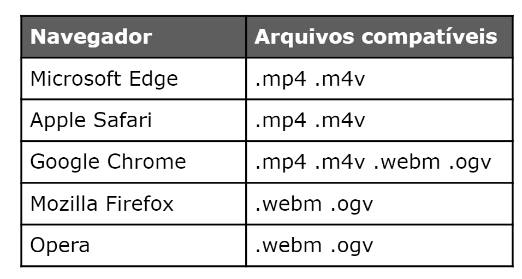 Navegador Arquivos compatíveis
Microsoft Edge .mp4 .m4v
Apple Safari .mp4 .m4v
Google Chrome .mp4 .m4v .webm .ogv
Mozilla Firefox .webm .ogv
Opera .webm .ogv